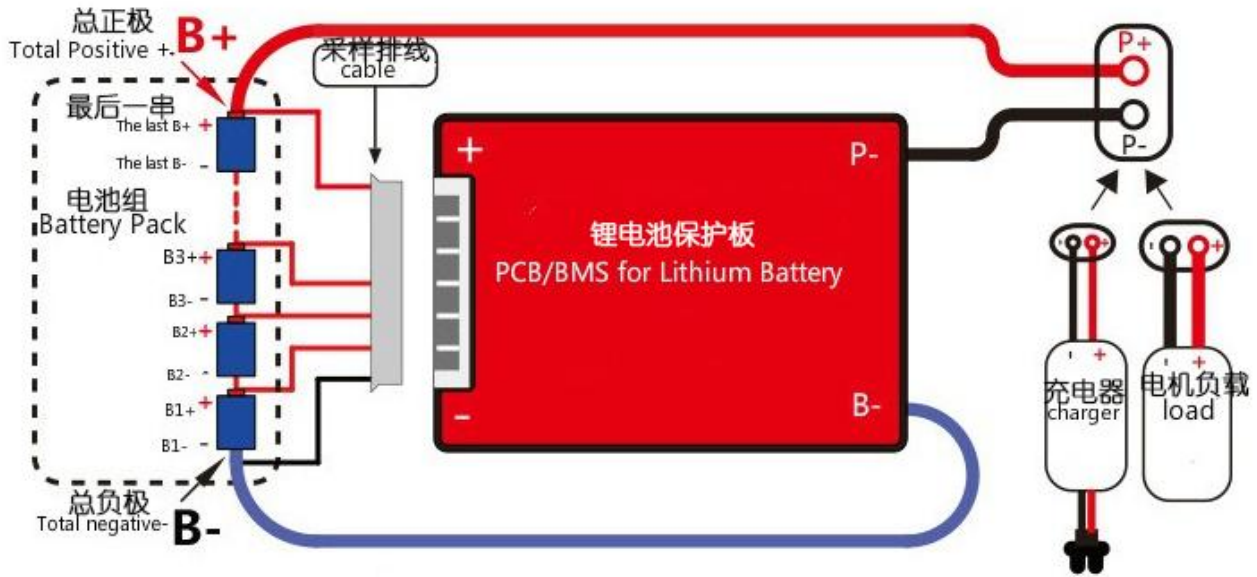 总正极
Total Positive +
B+
采样排线
cable
P+
P-
最后一串
The last B+ +
The last B- -
电池组
Battery Pack
B3+ +
B3- -
B2+ +
B2- -
B1+ +
B1- -
+
P-
锂电池保护板
PCB/BMS for Lithium Battery
B-
-
- +
- +
- +
充电器
charger
- +
电机负载
load
总负极
Total negative-
B-